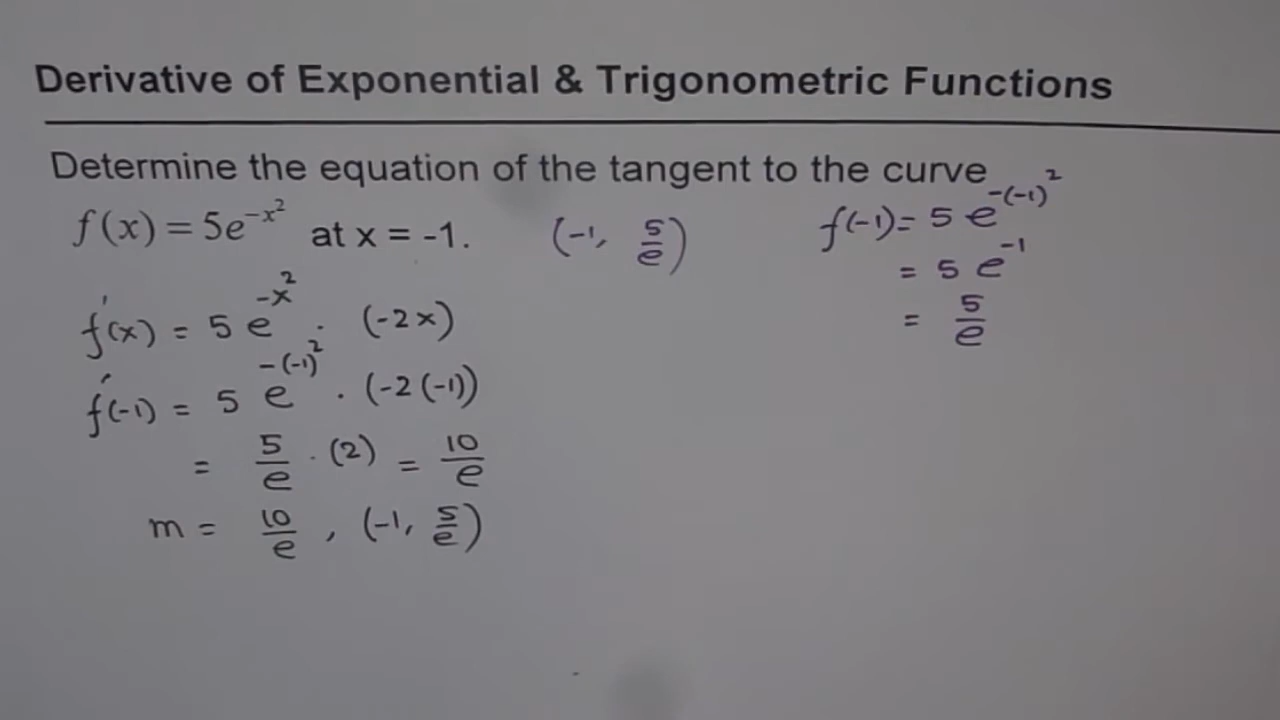 Derivative of Exponential & Trigonometric Functions
Determine the equation of the tangent to the curve
f(x) = 5e^{-x^2} at x = -1. (-1, 5/e)
f(-1) = 5 e^{-(-1)^2}
= 5 e^{-1}
= 5/e
f'(x) = 5 e^{-x^2} · (-2x)
f'(-1) = 5 e^{-(-1)^2} · (-2(-1))
= 5/e · (2) = 10/e
m = 10/e , (-1, 5/e)